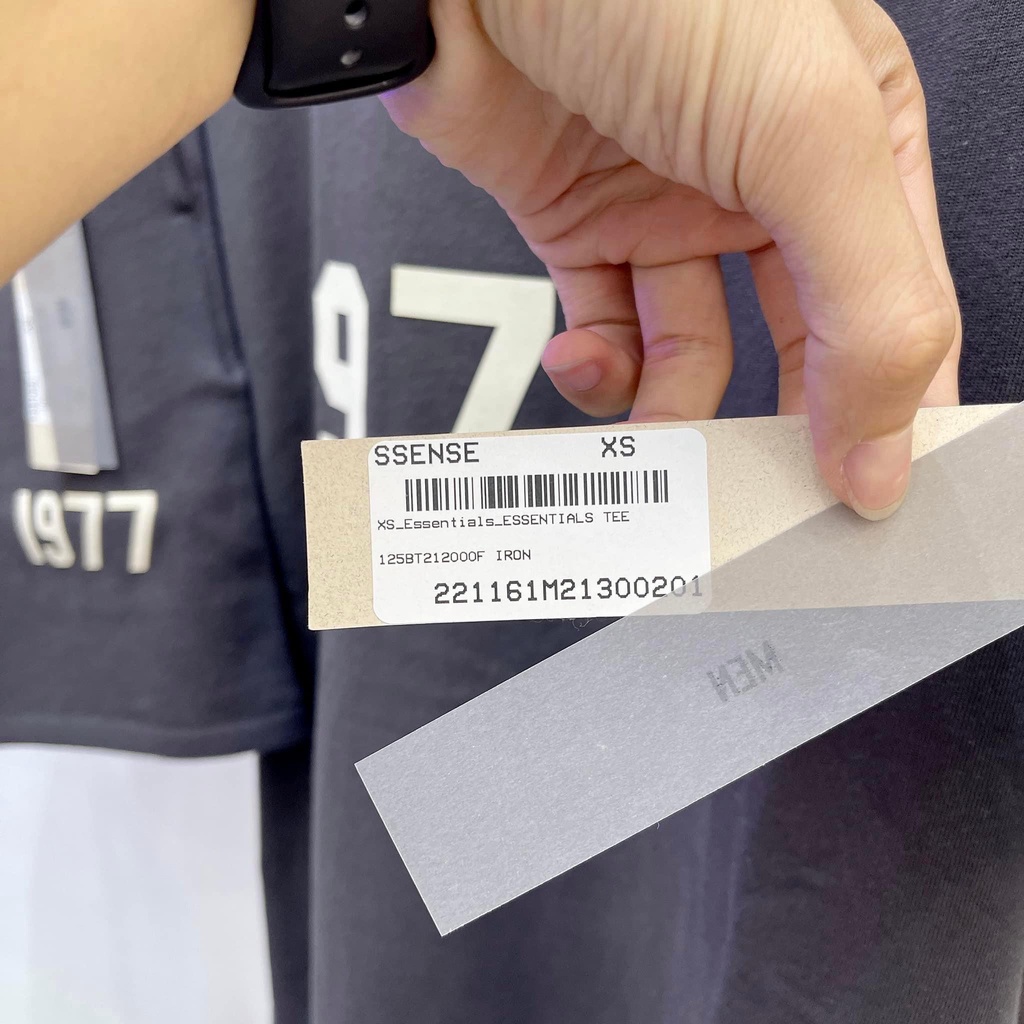 97
SSENSE XS
XS_Essentials_ESSENTIALS TEE
1977
125BT212000F IRON
221161M21300201
MEN